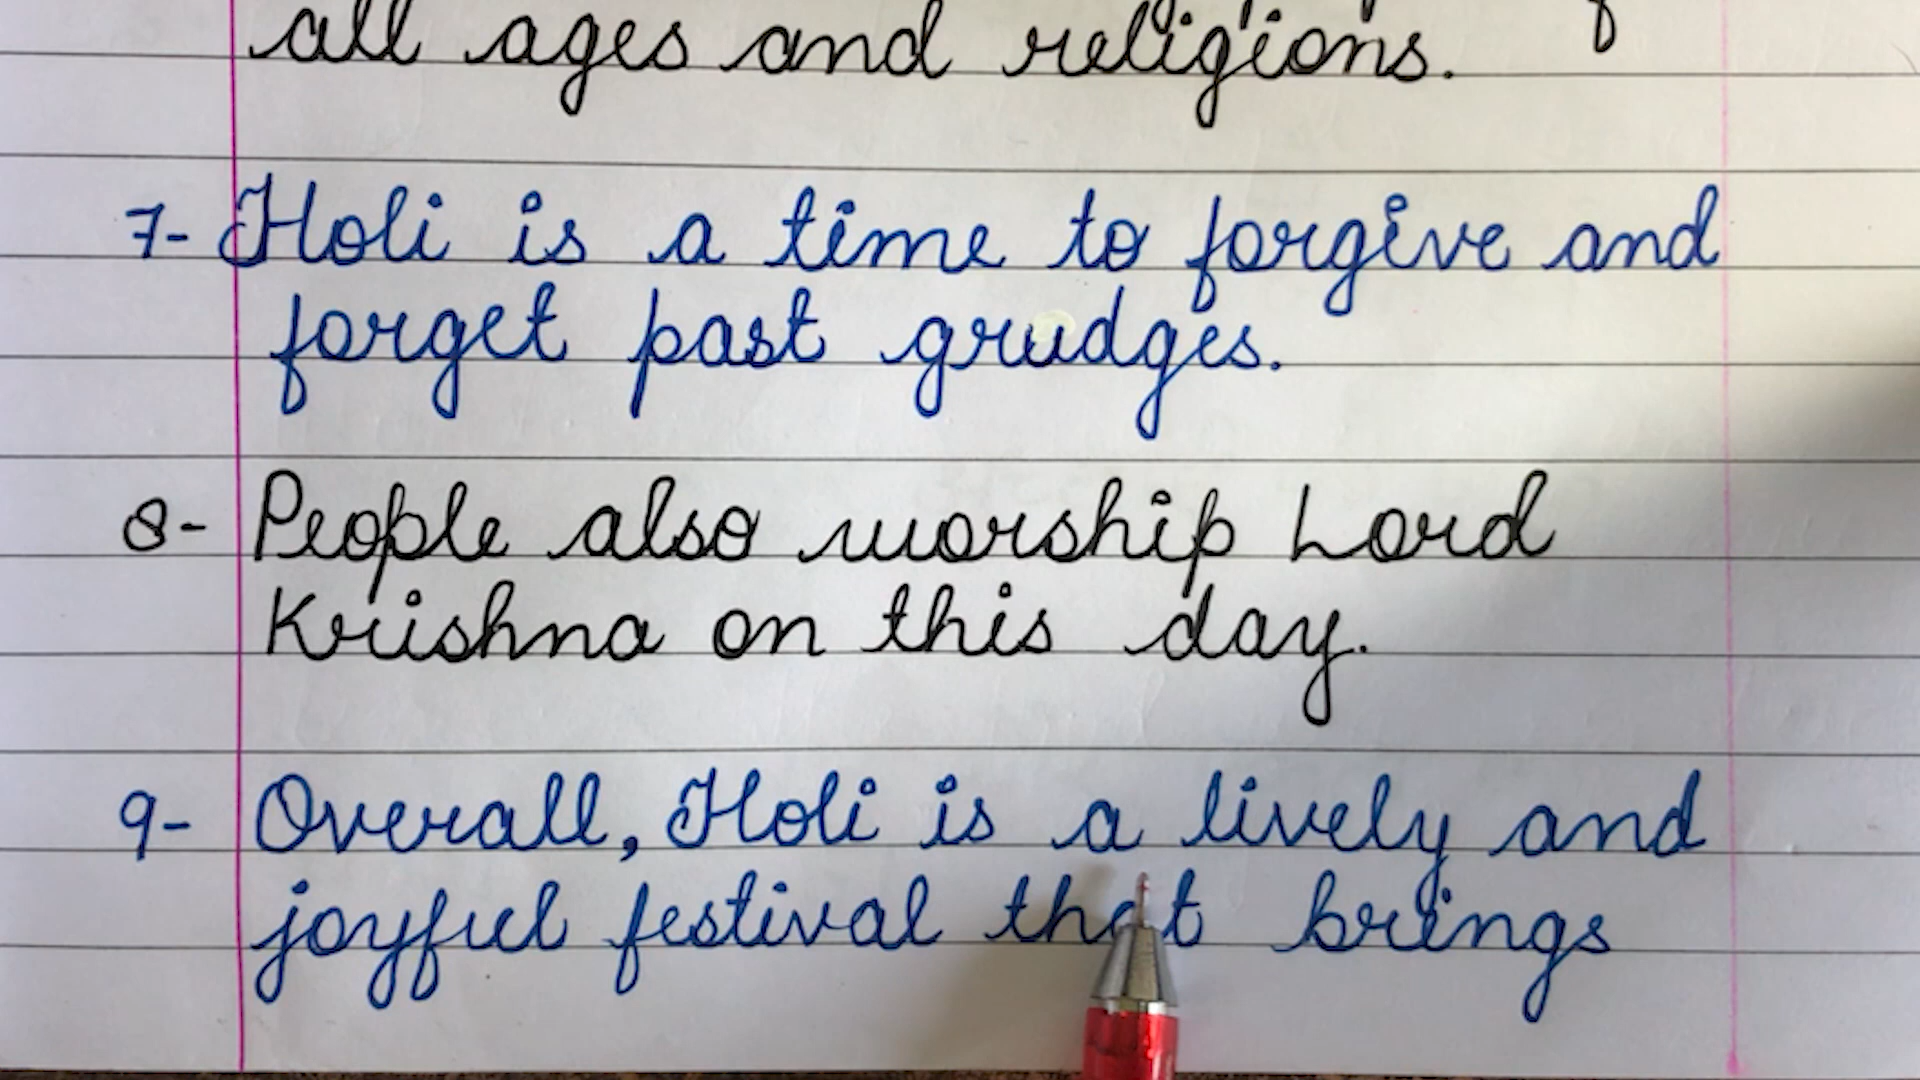 all ages and religions.
7- Holi is a time to forgive and
forget past grudges.
8- People also worship Lord
Krishna on this day.
9- Overall, Holi is a lively and
joyful festival that brings